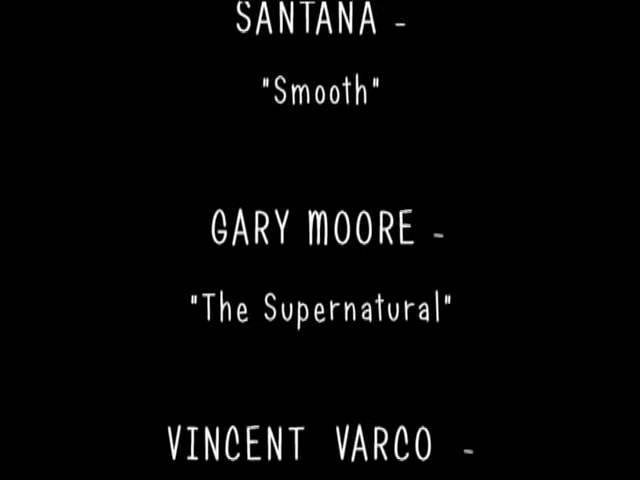 SANTANA -
"Smooth"
GARY MOORE -
"The Supernatural"
VINCENT VARCO -